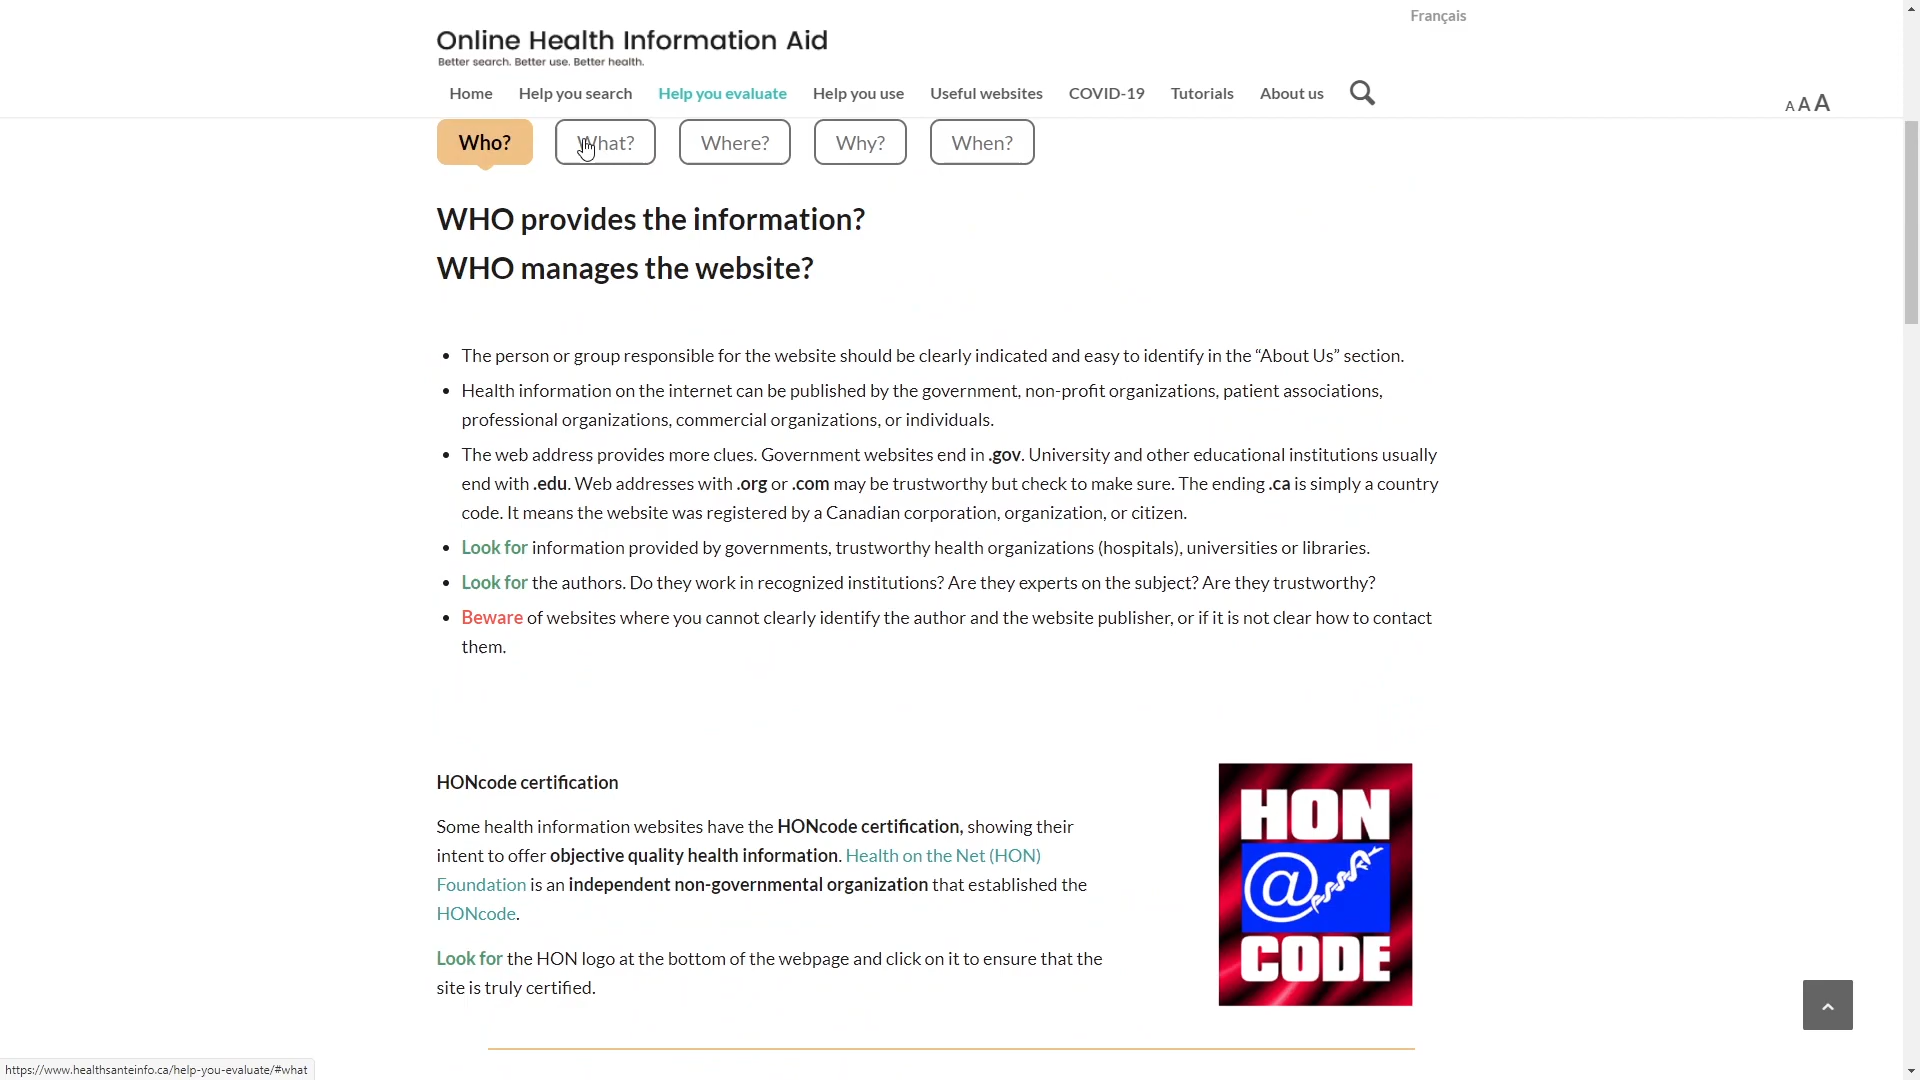 Français
Online Health Information Aid
Better search. Better use. Better health.
Home Help you search Help you evaluate Help you use Useful websites COVID-19 Tutorials About us
A A A
Who? What? Where? Why? When?
WHO provides the information?
WHO manages the website?
• The person or group responsible for the website should be clearly indicated and easy to identify in the “About Us” section.
• Health information on the internet can be published by the government, non-profit organizations, patient associations,
professional organizations, commercial organizations, or individuals.
• The web address provides more clues. Government websites end in .gov. University and other educational institutions usually
end with .edu. Web addresses with .org or .com may be trustworthy but check to make sure. The ending .ca is simply a country
code. It means the website was registered by a Canadian corporation, organization, or citizen.
• Look for information provided by governments, trustworthy health organizations (hospitals), universities or libraries.
• Look for the authors. Do they work in recognized institutions? Are they experts on the subject? Are they trustworthy?
• Beware of websites where you cannot clearly identify the author and the website publisher, or if it is not clear how to contact
them.
HONcode certification
Some health information websites have the HONcode certification, showing their
intent to offer objective quality health information. Health on the Net (HON)
Foundation is an independent non-governmental organization that established the
HONcode.
Look for the HON logo at the bottom of the webpage and click on it to ensure that the
site is truly certified.
HON
@
CODE
https://www.healthsanteinfo.ca/help-you-evaluate/#what